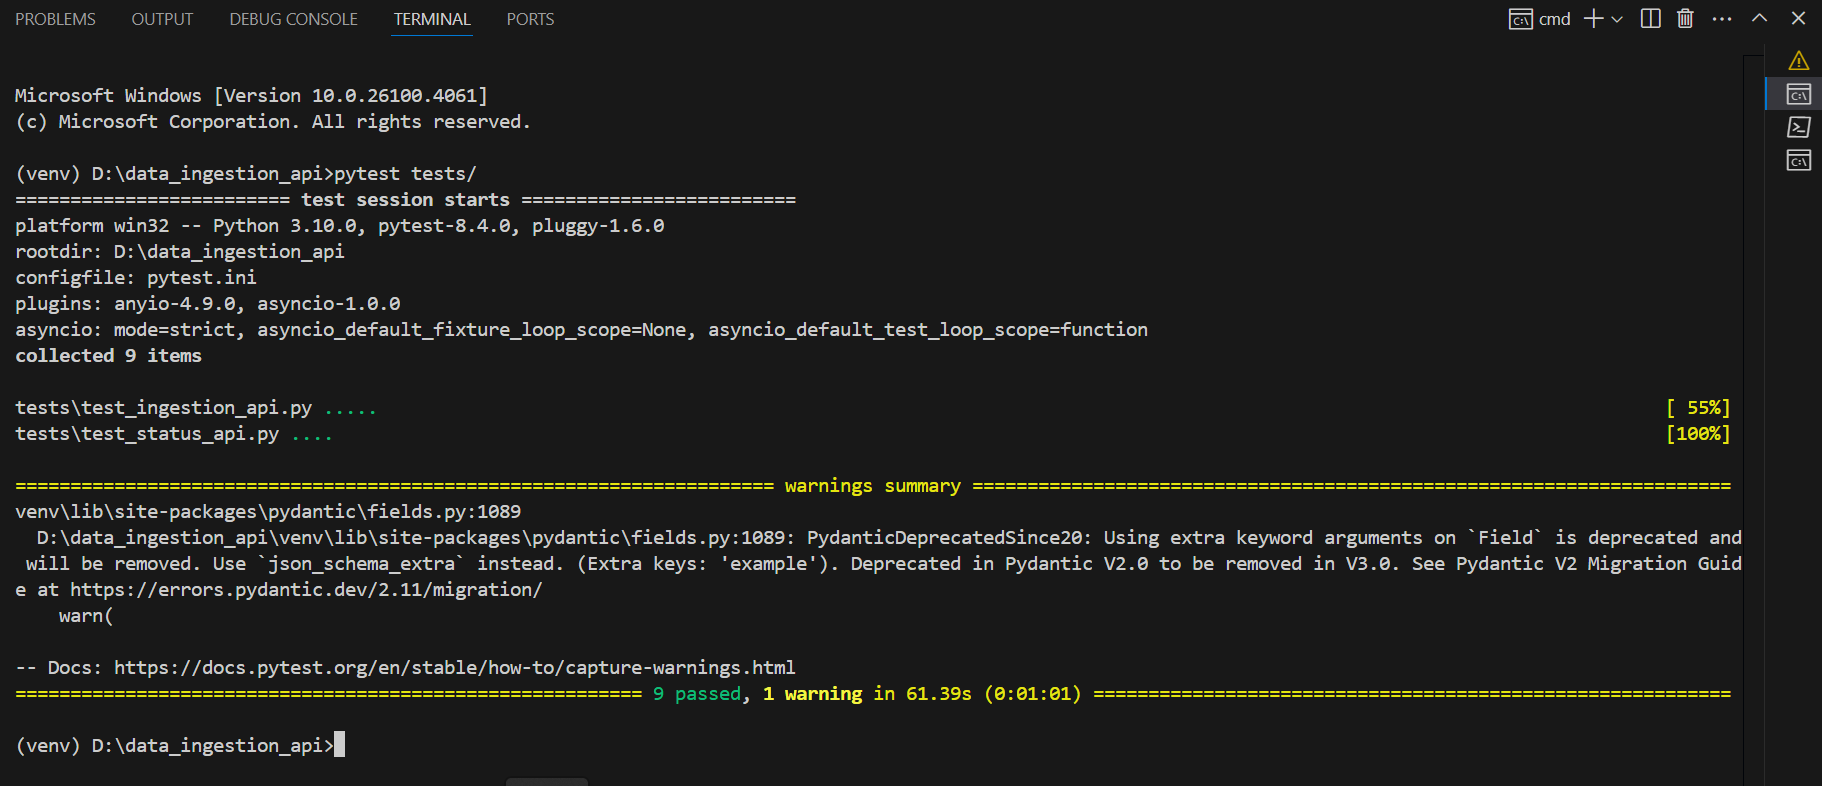 PROBLEMS OUTPUT DEBUG CONSOLE TERMINAL PORTS cmd
Microsoft Windows [Version 10.0.26100.4061]
(c) Microsoft Corporation. All rights reserved.
(venv) D:\data_ingestion_api>pytest tests/
========================= test session starts =========================
platform win32 -- Python 3.10.0, pytest-8.4.0, pluggy-1.6.0
rootdir: D:\data_ingestion_api
configfile: pytest.ini
plugins: anyio-4.9.0, asyncio-1.0.0
asyncio: mode=strict, asyncio_default_fixture_loop_scope=None, asyncio_default_test_loop_scope=function
collected 9 items
tests\test_ingestion_api.py ..... [ 55%]
tests\test_status_api.py .... [100%]
===================================================================== warnings summary =====================================================================
venv\lib\site-packages\pydantic\fields.py:1089
  D:\data_ingestion_api\venv\lib\site-packages\pydantic\fields.py:1089: PydanticDeprecatedSince20: Using extra keyword arguments on `Field` is deprecated and
 will be removed. Use `json_schema_extra` instead. (Extra keys: 'example'). Deprecated in Pydantic V2.0 to be removed in V3.0. See Pydantic V2 Migration Guid
e at https://errors.pydantic.dev/2.11/migration/
    warn(
-- Docs: https://docs.pytest.org/en/stable/how-to/capture-warnings.html
========================================================= 9 passed, 1 warning in 61.39s (0:01:01) ==========================================================
(venv) D:\data_ingestion_api>